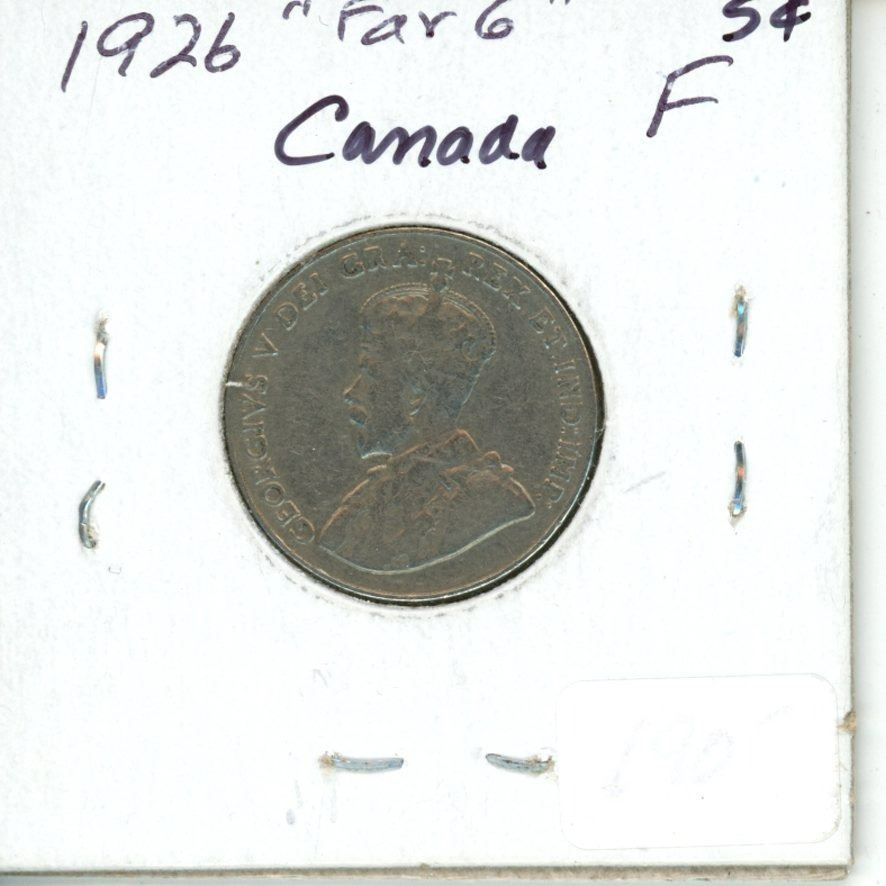 1926 "Far 6" 5¢
Canada F
GEORGIVS V DEI GRA: REX ET IND: IMP: